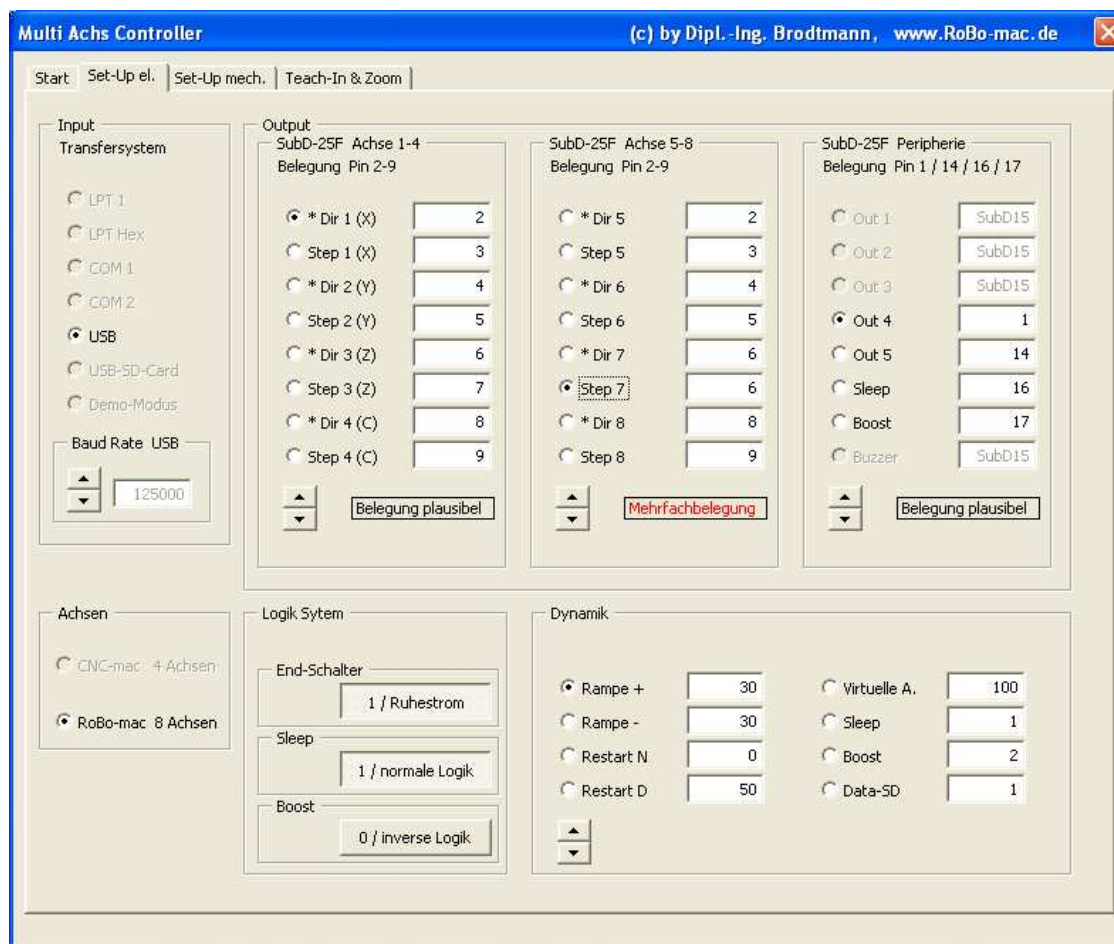 Multi Achs Controller (c) by Dipl.-Ing. Brodtmann, www.RoBo-mac.de
Start Set-Up el. Set-Up mech. Teach-In & Zoom
Input
Transfersystem
LPT 1
LPT Hex
COM 1
COM 2
USB
USB-SD-Card
Demo-Modus
Baud Rate USB
125000
Output
SubD-25F Achse 1-4
Belegung Pin 2-9
* Dir 1 (X) 2
Step 1 (X) 3
* Dir 2 (Y) 4
Step 2 (Y) 5
* Dir 3 (Z) 6
Step 3 (Z) 7
* Dir 4 (C) 8
Step 4 (C) 9
Belegung plausibel
SubD-25F Achse 5-8
Belegung Pin 2-9
* Dir 5 2
Step 5 3
* Dir 6 4
Step 6 5
* Dir 7 6
Step 7 6
* Dir 8 8
Step 8 9
Mehrfachbelegung
SubD-25F Peripherie
Belegung Pin 1 / 14 / 16 / 17
Out 1 SubD15
Out 2 SubD15
Out 3 SubD15
Out 4 1
Out 5 14
Sleep 16
Boost 17
Buzzer SubD15
Belegung plausibel
Achsen
CNC-mac 4 Achsen
RoBo-mac 8 Achsen
Logik Sytem
End-Schalter
1 / Ruhestrom
Sleep
1 / normale Logik
Boost
0 / inverse Logik
Dynamik
Rampe + 30
Rampe - 30
Restart N 0
Restart D 50
Virtuelle A. 100
Sleep 1
Boost 2
Data-SD 1